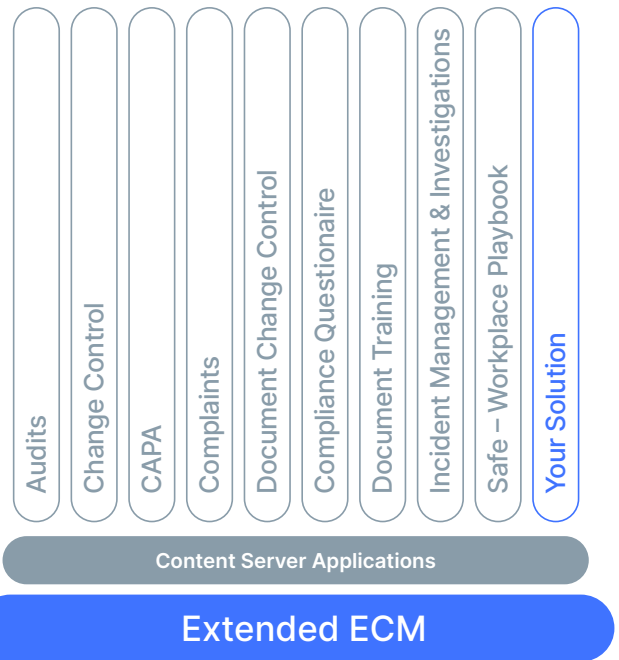 Audits
Change Control
CAPA
Complaints
Document Change Control
Compliance Questionaire
Document Training
Incident Management & Investigations
Safe – Workplace Playbook
Your Solution
Content Server Applications
Extended ECM